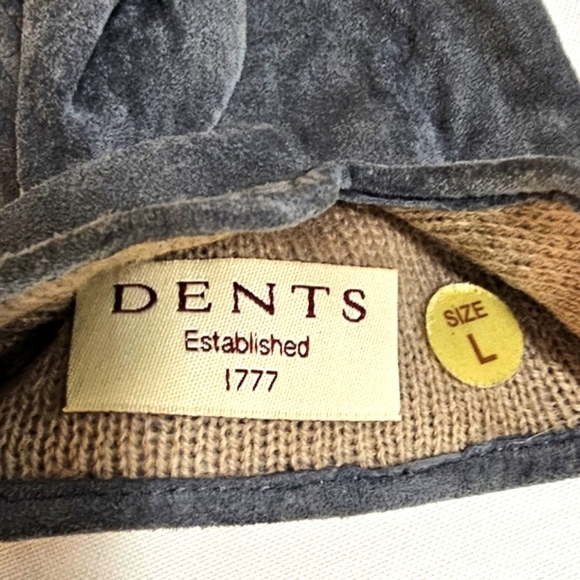 DENTS
Established
1777
SIZE
L